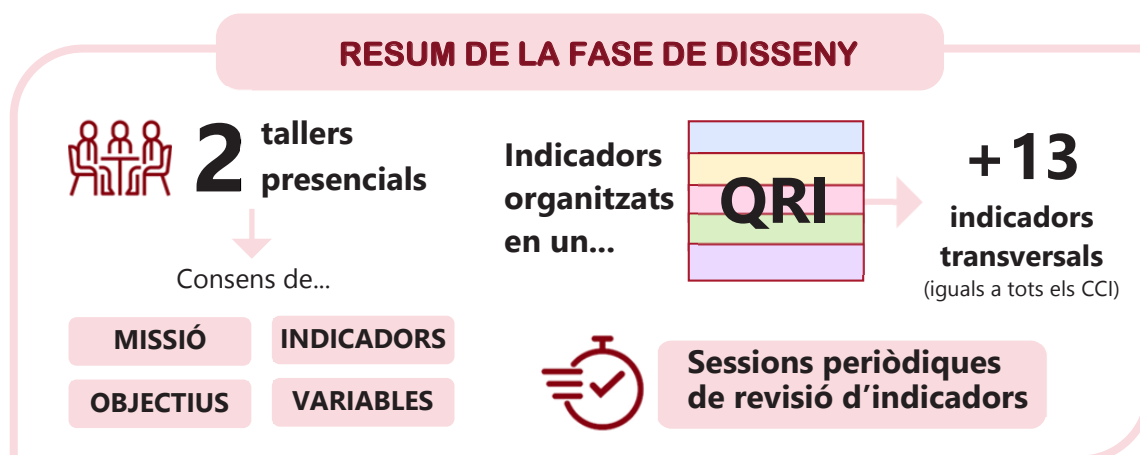 RESUM DE LA FASE DE DISSENY
2
tallers
presencials
Consens de...
MISSIÓ
INDICADORS
OBJECTIUS
VARIABLES
Indicadors
organitzats
en un...
QRI
+13
indicadors
transversals
(iguals a tots els CCI)
Sessions periòdiques
de revisió d’indicadors